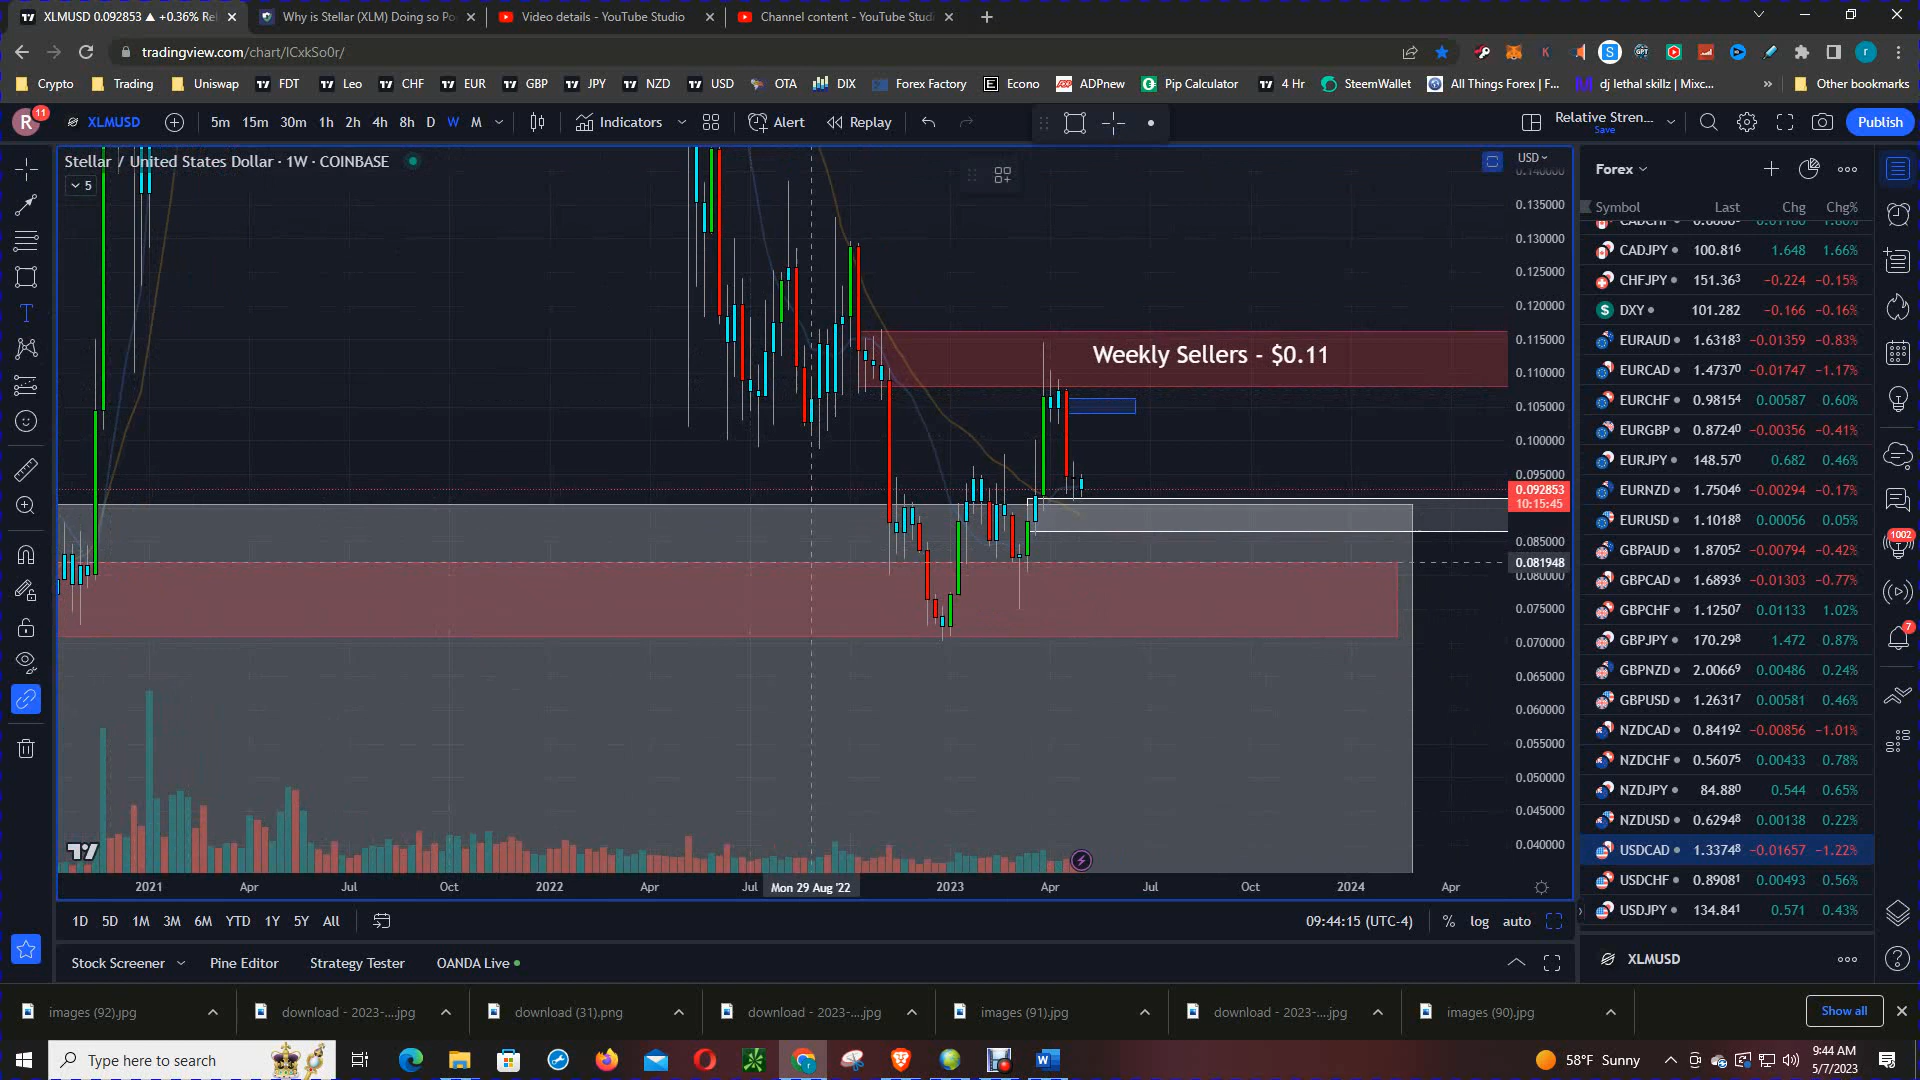 XLMUSD 0.092853 ▲ +0.36% Rel
Why is Stellar (XLM) Doing so Po
Video details - YouTube Studio
Channel content - YouTube Studi
tradingview.com/chart/lCxkSo0r/
Crypto Trading Uniswap FDT Leo CHF EUR GBP JPY NZD USD OTA DIX Forex Factory Econo ADPnew Pip Calculator 4 Hr SteemWallet All Things Forex | F... dj lethal skillz | Mixc... » Other bookmarks
R 11 XLMUSD 5m 15m 30m 1h 2h 4h 8h D W M Indicators Alert Replay Relative Stren... Save Publish
Stellar / United States Dollar · 1W · COINBASE
5
USD
0.140000
0.135000
0.130000
0.125000
0.120000
0.115000
0.110000
0.105000
0.100000
0.095000
0.092853
10:15:45
0.085000
0.081948
0.080000
0.075000
0.070000
0.065000
0.060000
0.055000
0.050000
0.045000
0.040000
Weekly Sellers - $0.11
2021 Apr Jul Oct 2022 Apr Jul Mon 29 Aug '22 2023 Apr Jul Oct 2024 Apr
1D 5D 1M 3M 6M YTD 1Y 5Y All
09:44:15 (UTC-4) % log auto
Stock Screener Pine Editor Strategy Tester OANDA Live
Forex
Symbol Last Chg Chg%
CADJPY 100.816 1.648 1.66%
CHFJPY 151.363 −0.224 −0.15%
DXY 101.282 −0.166 −0.16%
EURAUD 1.63183 −0.01359 −0.83%
EURCAD 1.47370 −0.01747 −1.17%
EURCHF 0.98154 0.00587 0.60%
EURGBP 0.87240 −0.00356 −0.41%
EURJPY 148.570 0.682 0.46%
EURNZD 1.75046 −0.00294 −0.17%
EURUSD 1.10188 0.00056 0.05%
GBPAUD 1.87052 −0.00794 −0.42%
GBPCAD 1.68936 −0.01303 −0.77%
GBPCHF 1.12507 0.01133 1.02%
GBPJPY 170.298 1.472 0.87%
GBPNZD 2.00669 0.00486 0.24%
GBPUSD 1.26317 0.00581 0.46%
NZDCAD 0.84192 −0.00856 −1.01%
NZDCHF 0.56075 0.00433 0.78%
NZDJPY 84.880 0.544 0.65%
NZDUSD 0.62948 0.00138 0.22%
USDCAD 1.33748 −0.01657 −1.22%
USDCHF 0.89081 0.00493 0.56%
USDJPY 134.841 0.571 0.43%
XLMUSD
1002
7
images (92).jpg
download - 2023-....jpg
download (31).png
download - 2023-....jpg
images (91).jpg
download - 2023-....jpg
images (90).jpg
Show all
Type here to search
58°F Sunny
9:44 AM
5/7/2023